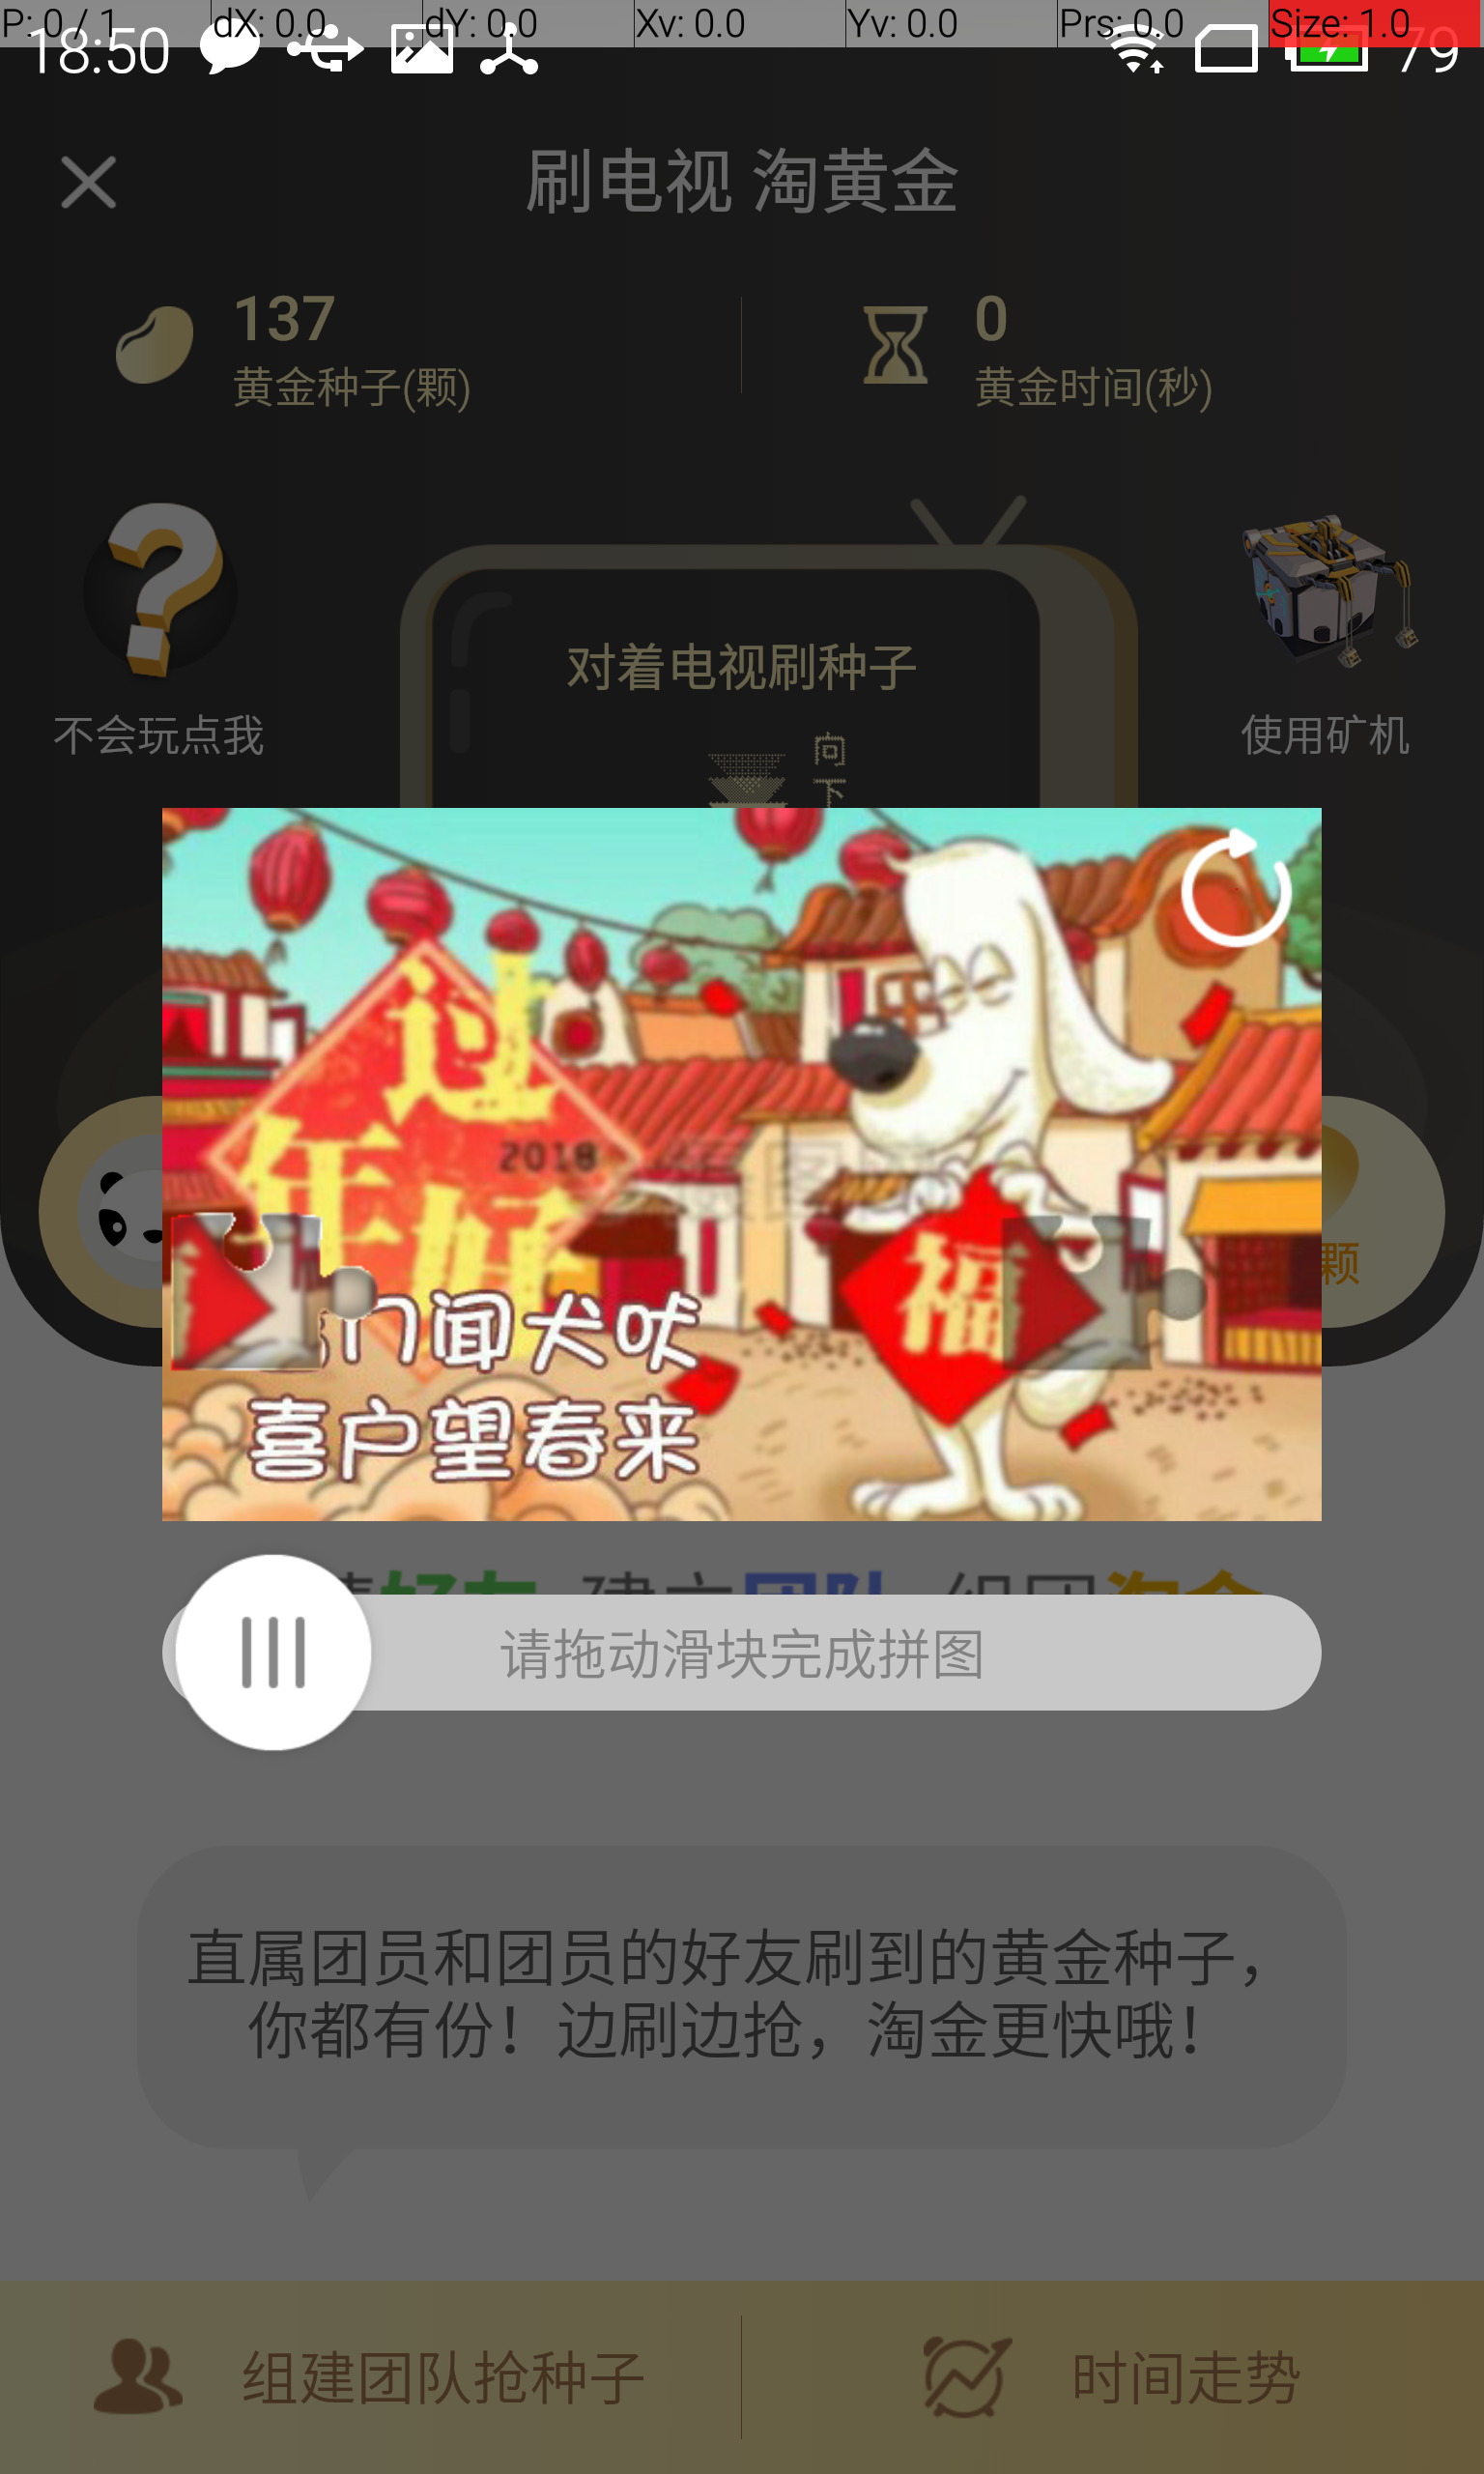 P: 0 / 1 dX: 0.0 dY: 0.0 Xv: 0.0 Yv: 0.0 Prs: 0.0 Size: 1.0
18:50 79
刷电视 淘黄金
137 0
黄金种子(颗) 黄金时间(秒)
对着电视刷种子
不会玩点我 使用矿机
向
下
过
年好
2018
福
颗
门闻犬吠
喜户望春来
请拖动滑块完成拼图
直属团员和团员的好友刷到的黄金种子，
你都有份！边刷边抢，淘金更快哦！
组建团队抢种子 时间走势